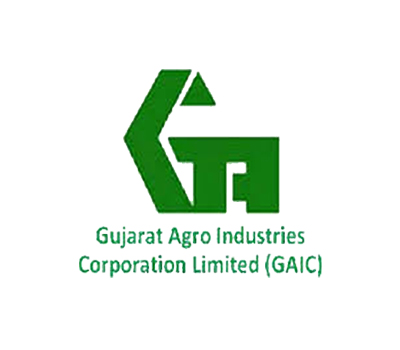 Gujarat Agro Industries
Corporation Limited (GAIC)